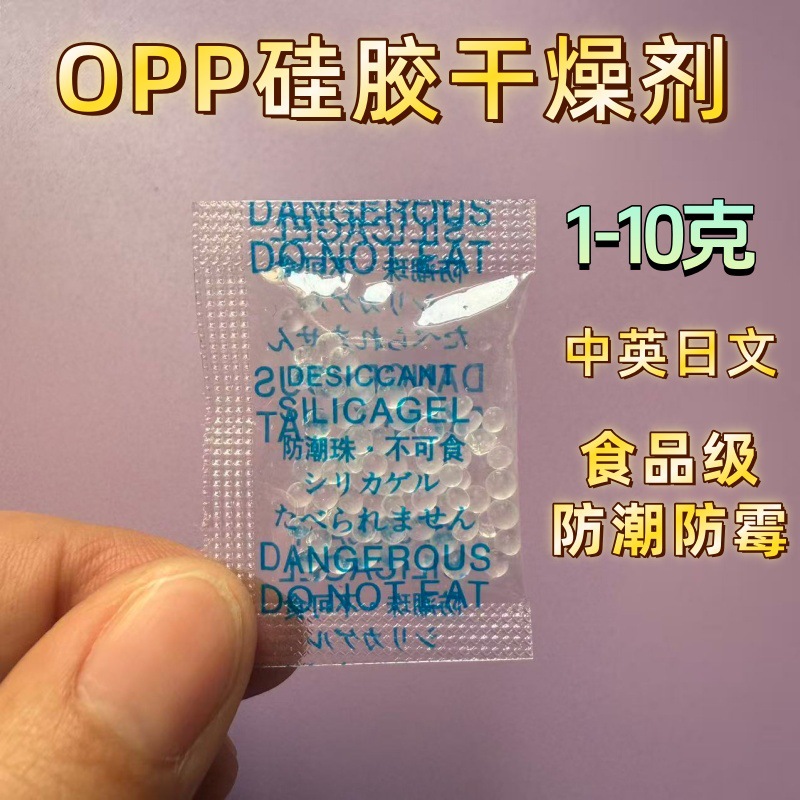 OPP硅胶干燥剂
1-10克
中英日文
食品级
防潮防霉
DANGEROUS
DO NOT EAT
DESICCANT
SILICAGEL
防潮珠·不可食
シリカゲル
たべられません
DANGEROUS
DO NOT EAT